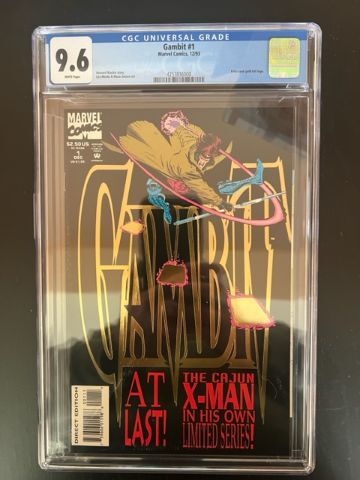 CGC UNIVERSAL GRADE
9.6
WHITE Pages
Gambit #1
Marvel Comics, 12/93
4253836003
MARVEL
COMICS
$2.50 US
1
DEC
GAMBIT
AT
LAST!
THE CAJUN
X-MAN
IN HIS OWN
LIMITED SERIES!
DIRECT EDITION